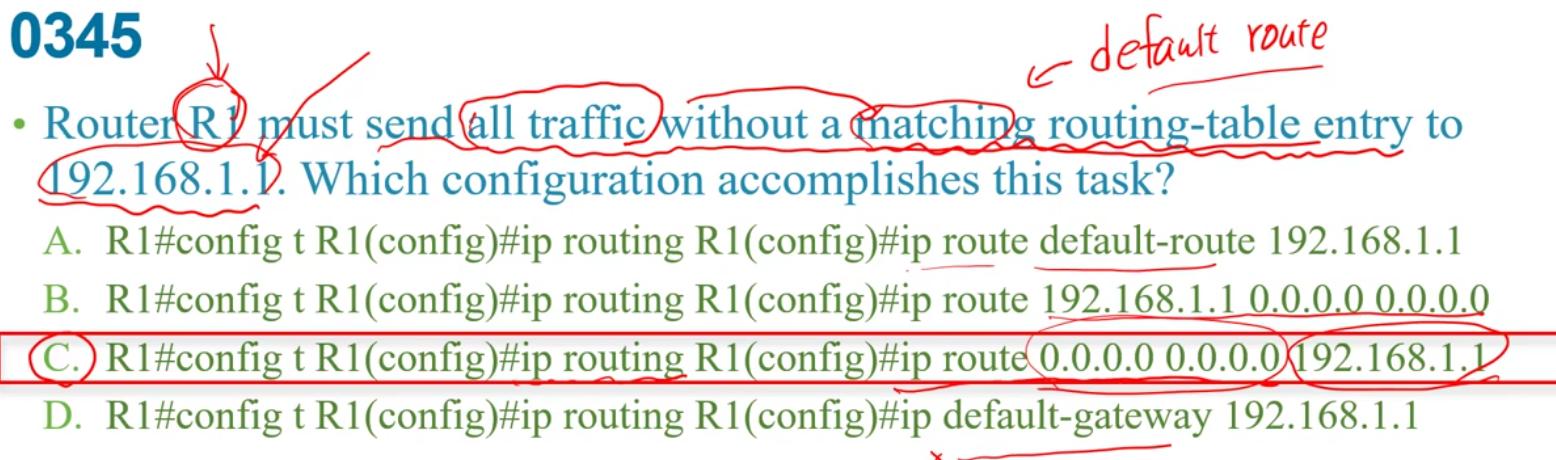 0345
default route
• Router R1 must send all traffic without a matching routing-table entry to
192.168.1.1. Which configuration accomplishes this task?
A. R1#config t R1(config)#ip routing R1(config)#ip route default-route 192.168.1.1
B. R1#config t R1(config)#ip routing R1(config)#ip route 192.168.1.1 0.0.0.0 0.0.0.0
C. R1#config t R1(config)#ip routing R1(config)#ip route 0.0.0.0 0.0.0.0 192.168.1.1
D. R1#config t R1(config)#ip routing R1(config)#ip default-gateway 192.168.1.1